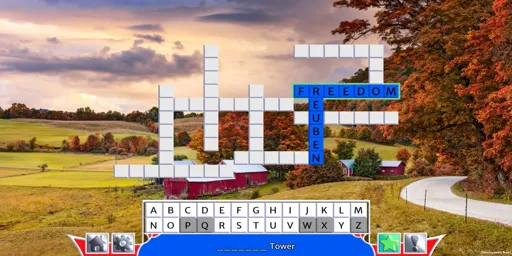 FREEDOM
REUBEN
A B C D E F G H I J K L M
N O P Q R S T U V W X Y Z
_ _ _ _ _ _ _ Tower